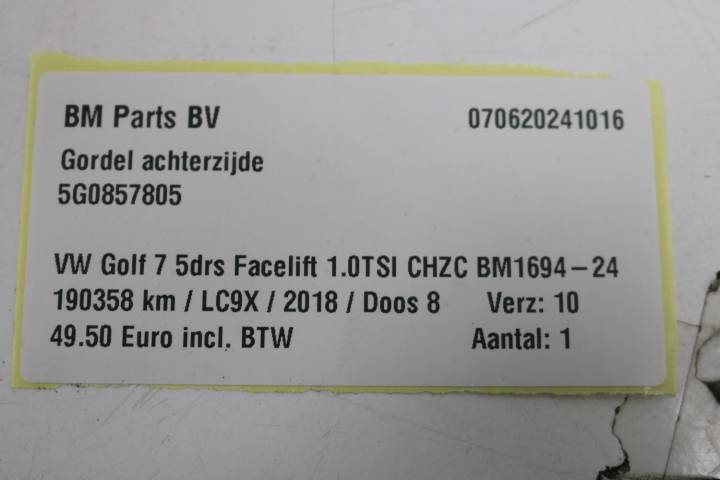 BM Parts BV 070620241016
Gordel achterzijde
5G0857805
VW Golf 7 5drs Facelift 1.0TSI CHZC BM1694-24
190358 km / LC9X / 2018 / Doos 8 Verz: 10
49.50 Euro incl. BTW Aantal: 1